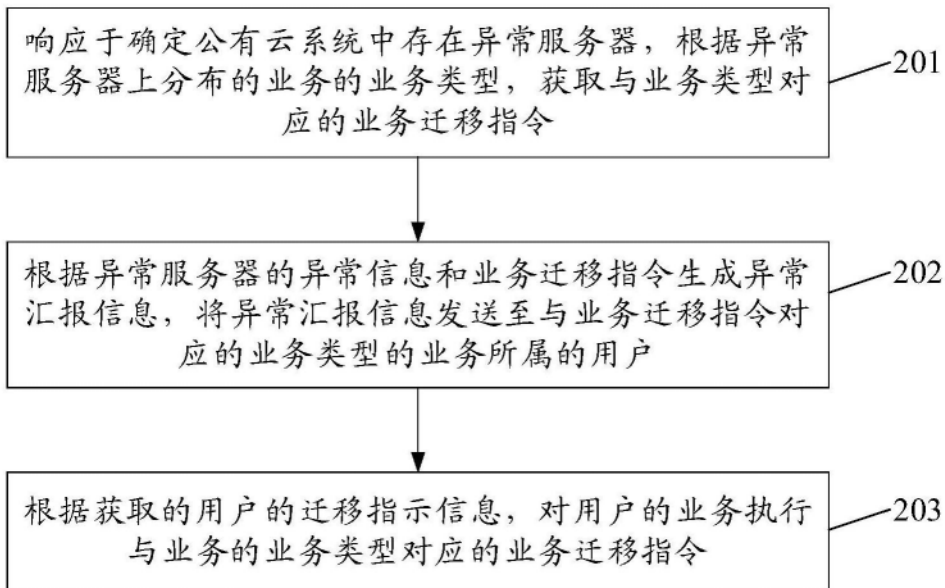 响应于确定公有云系统中存在异常服务器，根据异常
服务器上分布的业务的业务类型，获取与业务类型对
应的业务迁移指令
201
根据异常服务器的异常信息和业务迁移指令生成异常
汇报信息，将异常汇报信息发送至与业务迁移指令对
应的业务类型的业务所属的用户
202
根据获取的用户的迁移指示信息，对用户的业务执行
与业务的业务类型对应的业务迁移指令
203